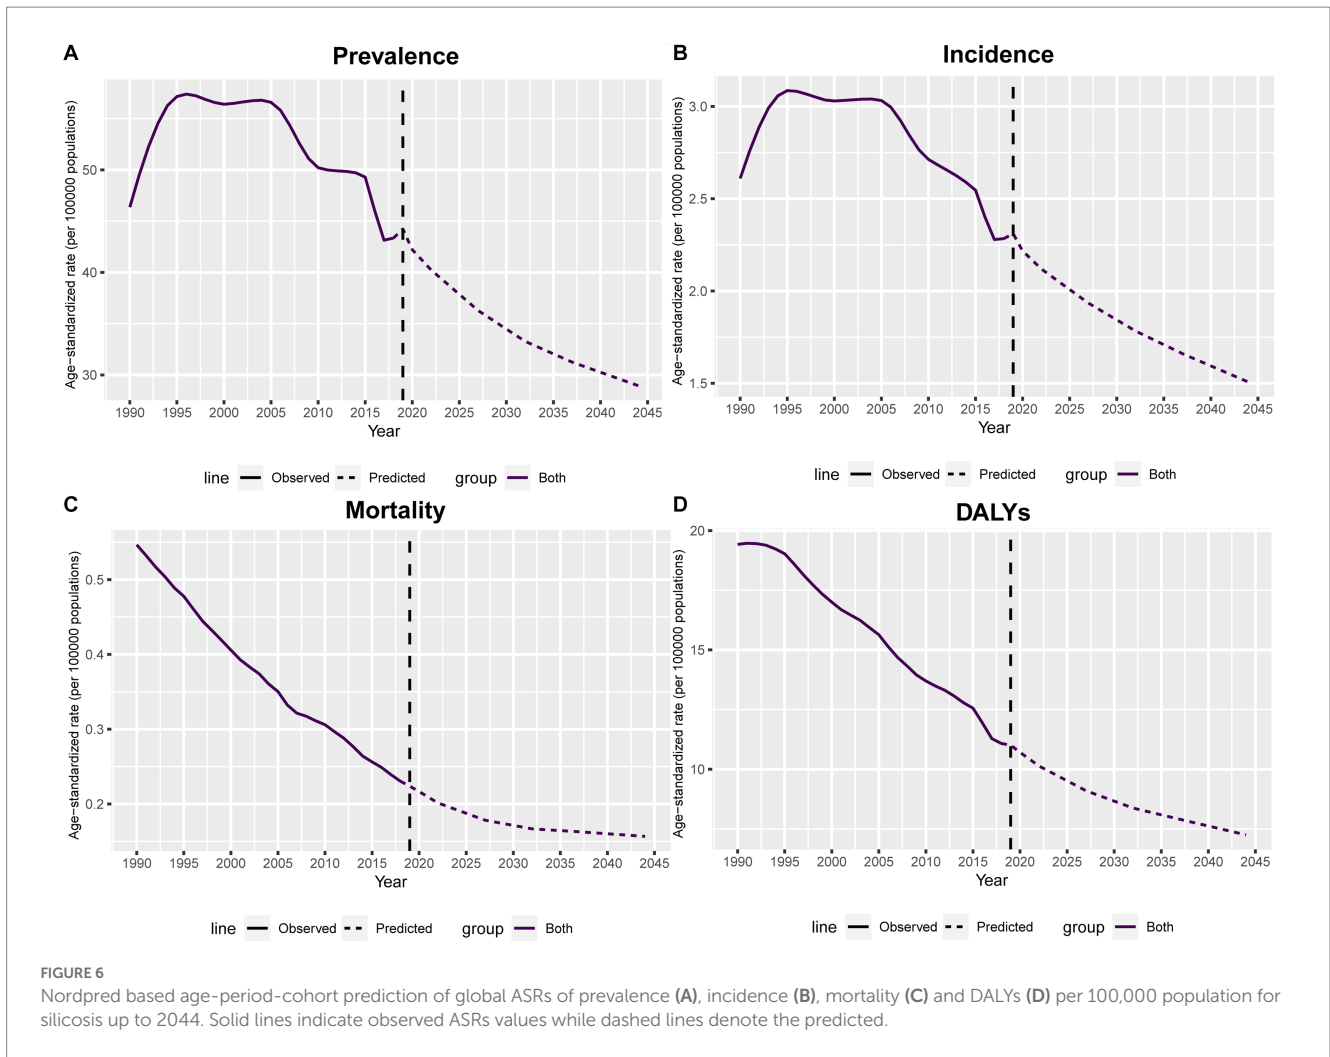 A
Prevalence
Age−standardized rate (per 100000 populations)
50
40
30
1990 1995 2000 2005 2010 2015 2020 2025 2030 2035 2040 2045
Year
line Observed Predicted group Both
B
Incidence
Age−standardized rate (per 100000 populations)
3.0
2.5
2.0
1.5
1990 1995 2000 2005 2010 2015 2020 2025 2030 2035 2040 2045
Year
line Observed Predicted group Both
C
Mortality
Age−standardized rate (per 100000 populations)
0.5
0.4
0.3
0.2
1990 1995 2000 2005 2010 2015 2020 2025 2030 2035 2040 2045
Year
line Observed Predicted group Both
D
DALYs
Age−standardized rate (per 100000 populations)
20
15
10
1990 1995 2000 2005 2010 2015 2020 2025 2030 2035 2040 2045
Year
line Observed Predicted group Both
FIGURE 6
Nordpred based age-period-cohort prediction of global ASRs of prevalence (A), incidence (B), mortality (C) and DALYs (D) per 100,000 population for
silicosis up to 2044. Solid lines indicate observed ASRs values while dashed lines denote the predicted.